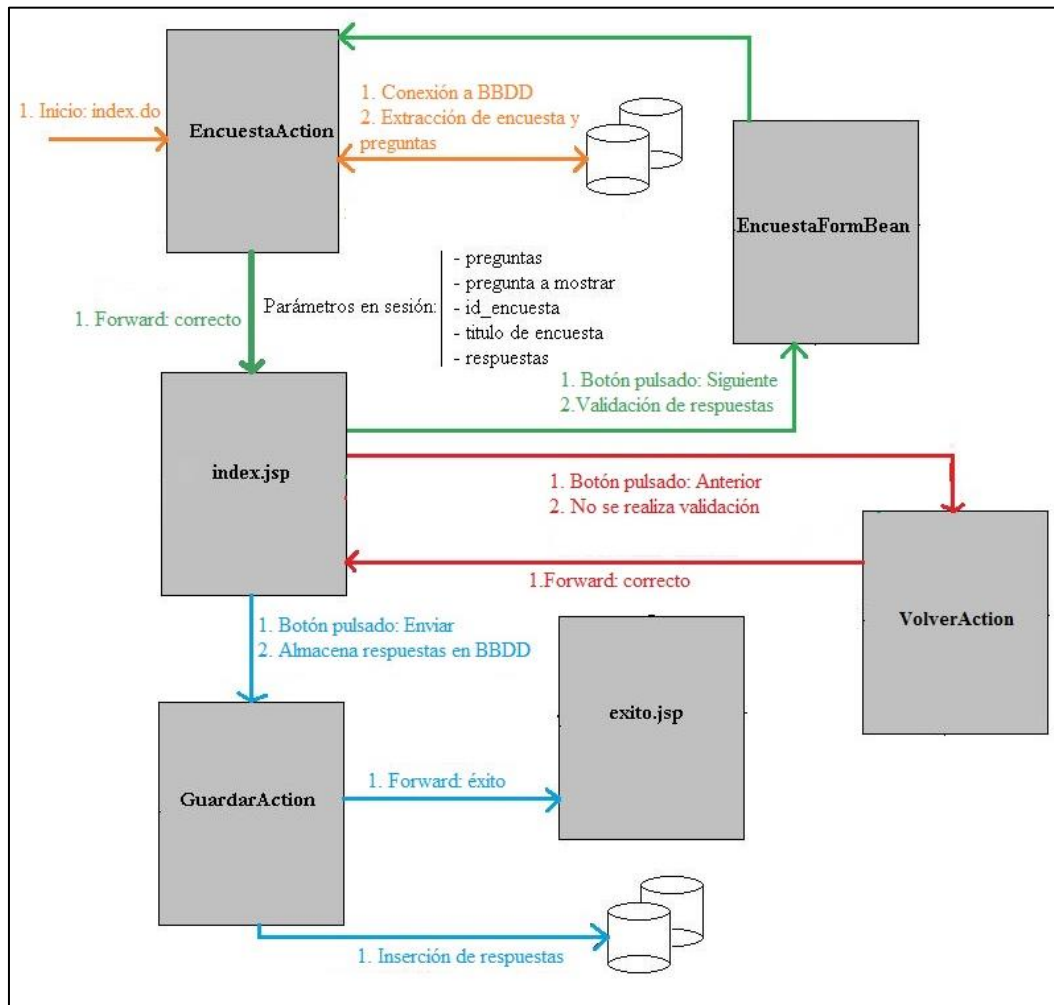 1. Inicio: index.do
EncuestaAction
1. Conexión a BBDD
2. Extracción de encuesta y
preguntas
EncuestaFormBean
1. Forward: correcto
Parámetros en sesión:
- preguntas
- pregunta a mostrar
- id_encuesta
- titulo de encuesta
- respuestas
1. Botón pulsado: Siguiente
2.Validación de respuestas
index.jsp
1. Botón pulsado: Anterior
2. No se realiza validación
1.Forward: correcto
VolverAction
1. Botón pulsado: Enviar
2. Almacena respuestas en BBDD
exito.jsp
GuardarAction
1. Forward: éxito
1. Inserción de respuestas